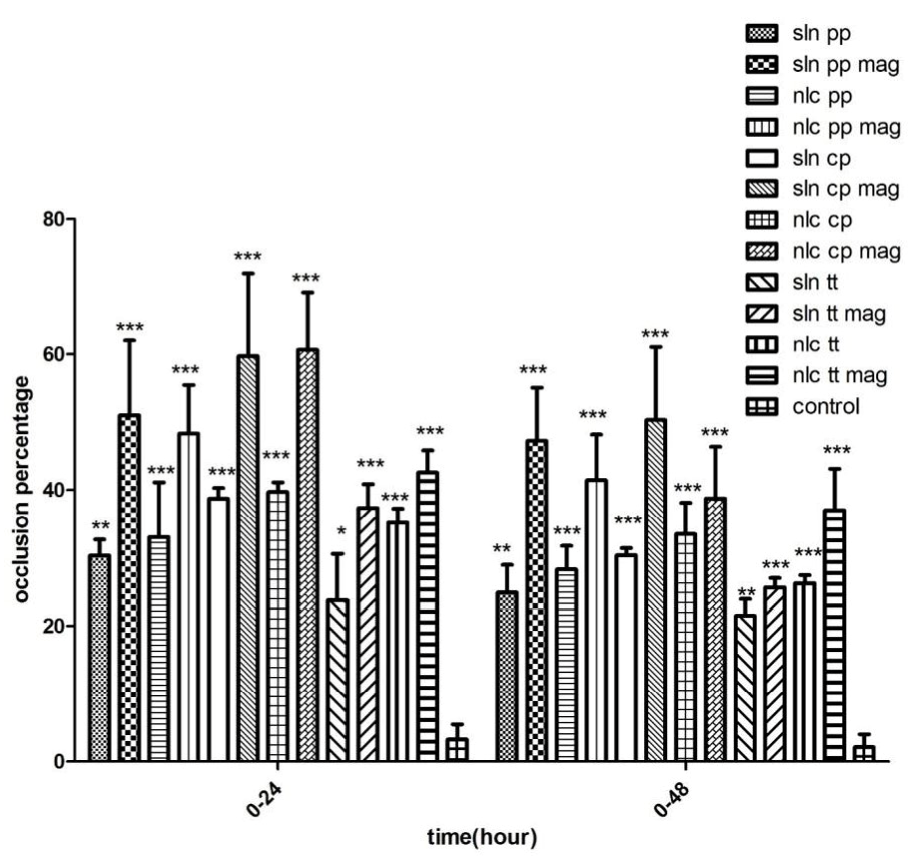 sln pp
sln pp mag
nlc pp
nlc pp mag
sln cp
sln cp mag
nlc cp
nlc cp mag
sln tt
sln tt mag
nlc tt
nlc tt mag
control
80
60
40
20
0
occlusion percentage
** *** *** *** *** *** *** *** * *** *** ***
** *** *** *** *** *** *** *** ** *** *** ***
0-24
0-48
time(hour)